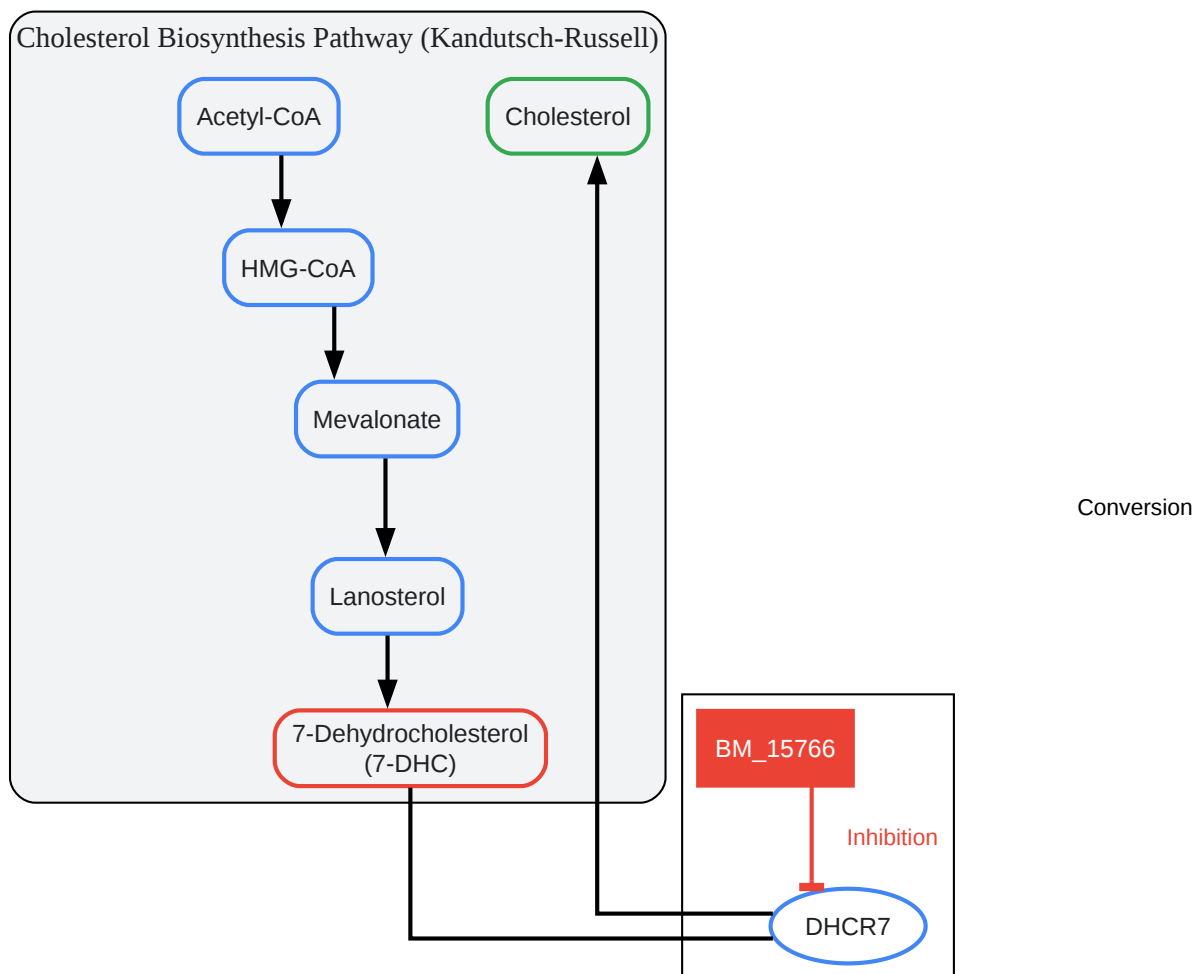 Cholesterol Biosynthesis Pathway (Kandutsch-Russell)
Acetyl-CoA
Cholesterol
HMG-CoA
Mevalonate
Conversion
Lanosterol
7-Dehydrocholesterol
(7-DHC)
BM_15766
Inhibition
DHCR7